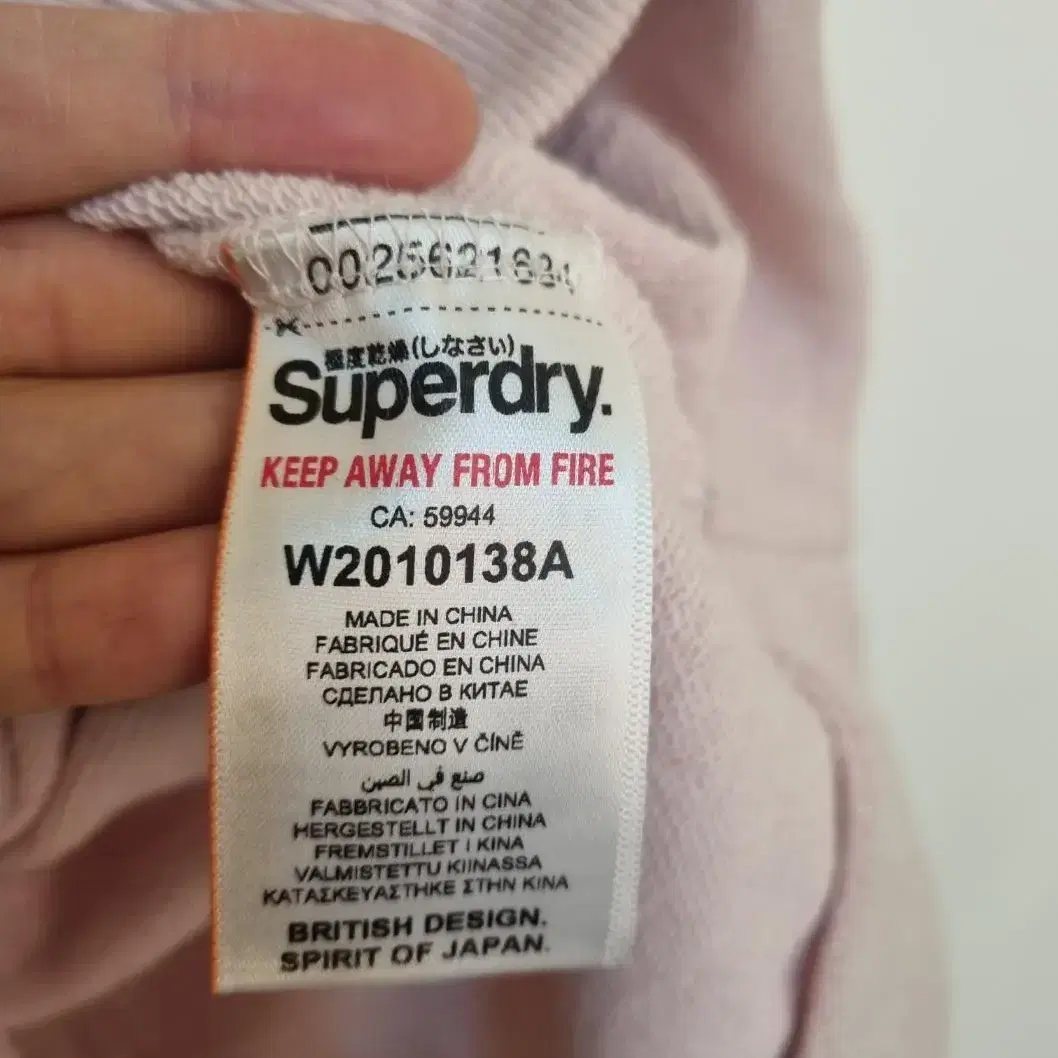 極度乾燥(しなさい)
Superdry.
KEEP AWAY FROM FIRE
CA: 59944
W2010138A
MADE IN CHINA
FABRIQUÉ EN CHINE
FABRICADO EN CHINA
СДЕЛАНО В КИТАЕ
中国制造
VYROBENO V ČÍNĚ
صنع في الصين
FABBRICATO IN CINA
HERGESTELLT IN CHINA
FREMSTILLET I KINA
VALMISTETTU KIINASSA
ΚΑΤΑΣΚΕΥΑΣΤΗΚΕ ΣΤΗΝ ΚΙΝΑ
BRITISH DESIGN.
SPIRIT OF JAPAN.